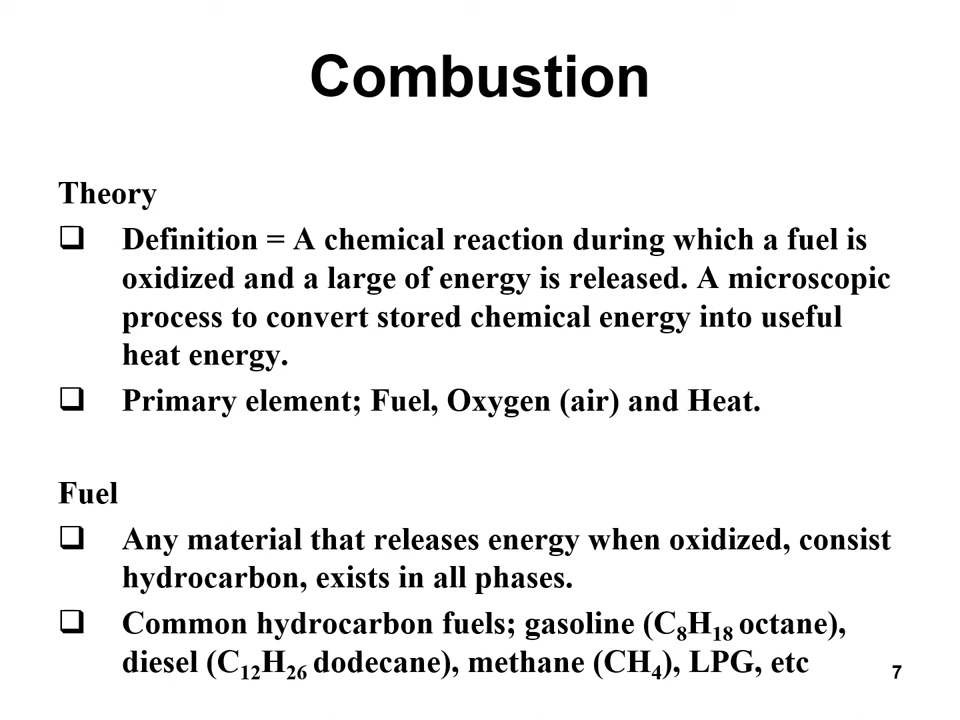 Combustion
Theory
❑ Definition = A chemical reaction during which a fuel is
oxidized and a large of energy is released. A microscopic
process to convert stored chemical energy into useful
heat energy.
❑ Primary element; Fuel, Oxygen (air) and Heat.
Fuel
❑ Any material that releases energy when oxidized, consist
hydrocarbon, exists in all phases.
❑ Common hydrocarbon fuels; gasoline (C₈H₁₈ octane),
diesel (C₁₂H₂₆ dodecane), methane (CH₄), LPG, etc
7